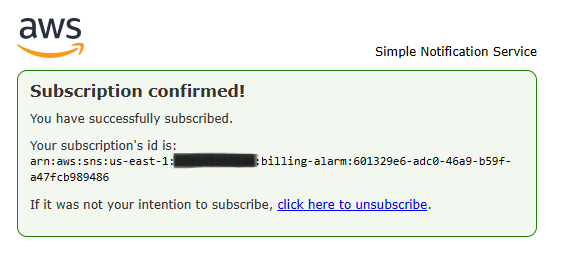 aws
Simple Notification Service
Subscription confirmed!
You have successfully subscribed.
Your subscription's id is:
arn:aws:sns:us-east-1::billing-alarm:601329e6-adc0-46a9-b59f-
a47fcb989486
If it was not your intention to subscribe, click here to unsubscribe.